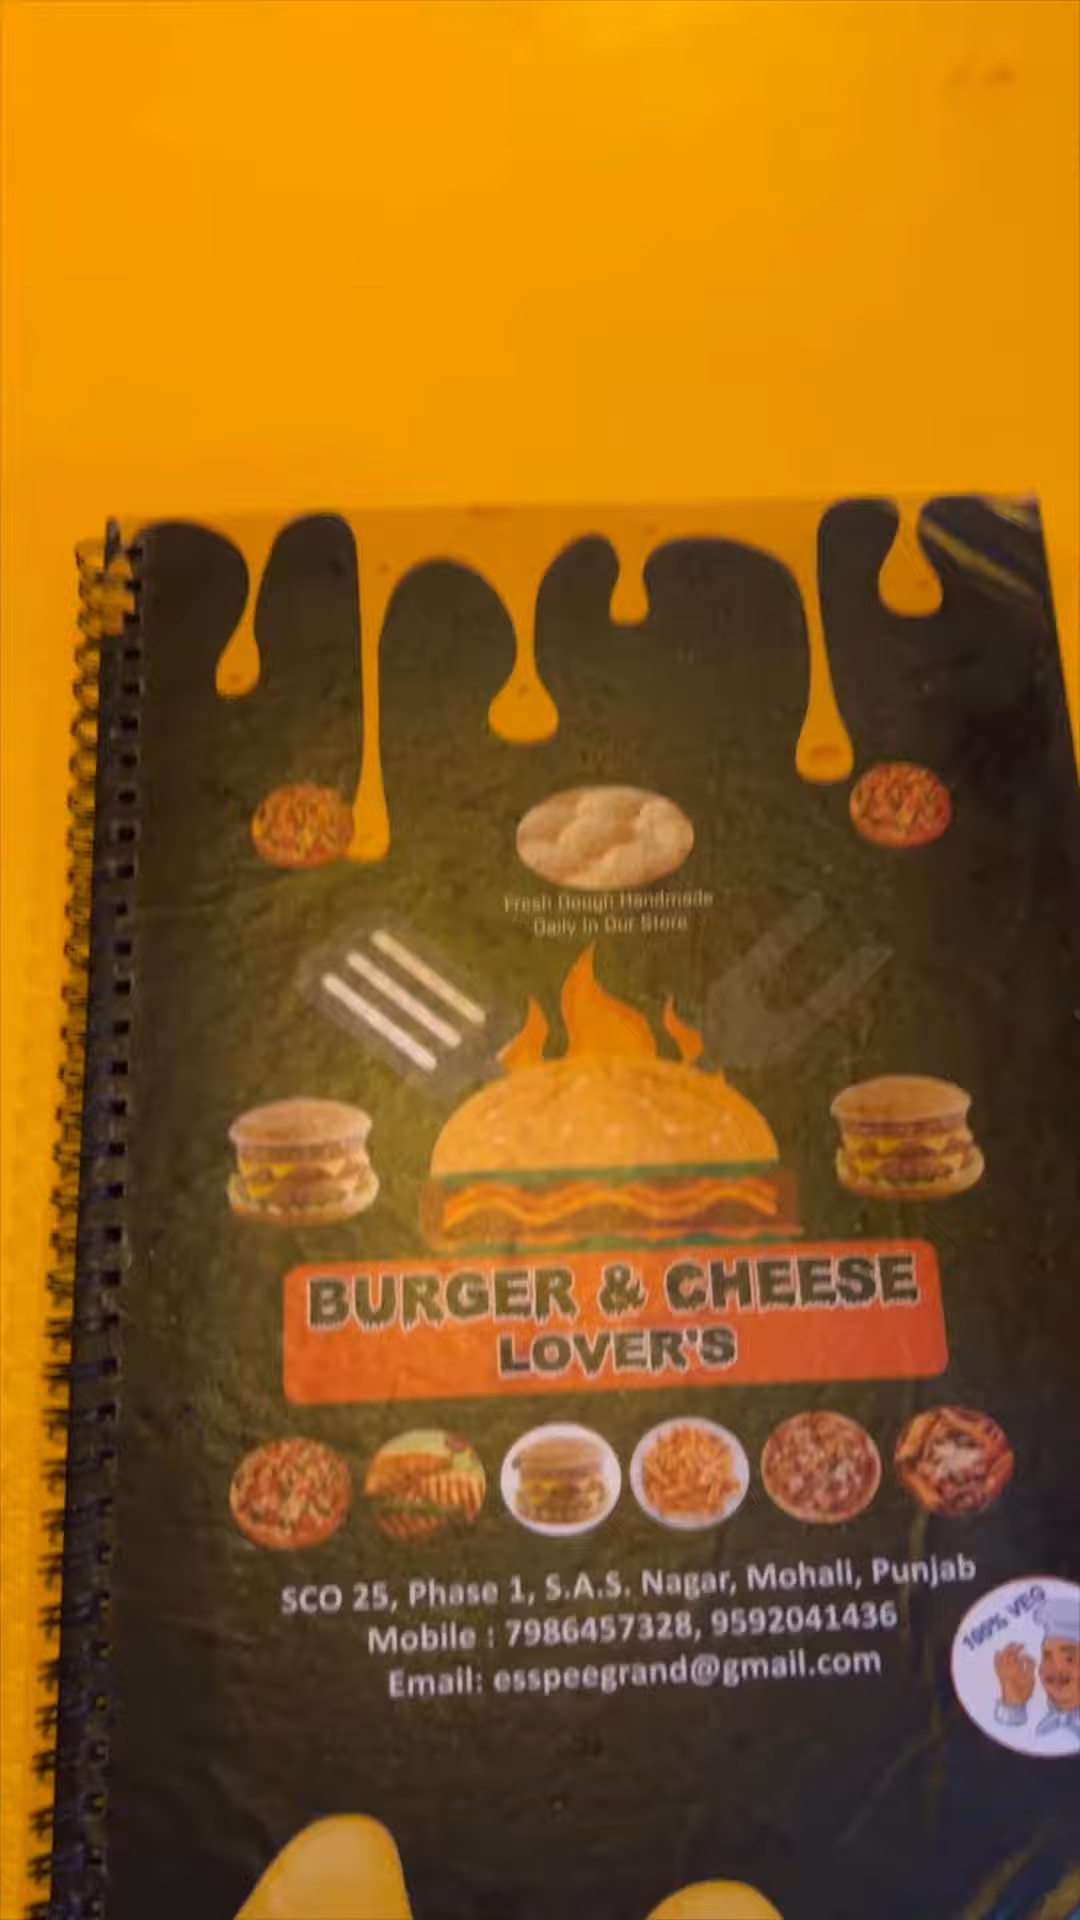 Fresh Dough Handmade
Daily In Our Store
BURGER & CHEESE
LOVER'S
SCO 25, Phase 1, S.A.S. Nagar, Mohali, Punjab
Mobile : 7986457328, 9592041436
Email: esspeegrand@gmail.com
100% VEG